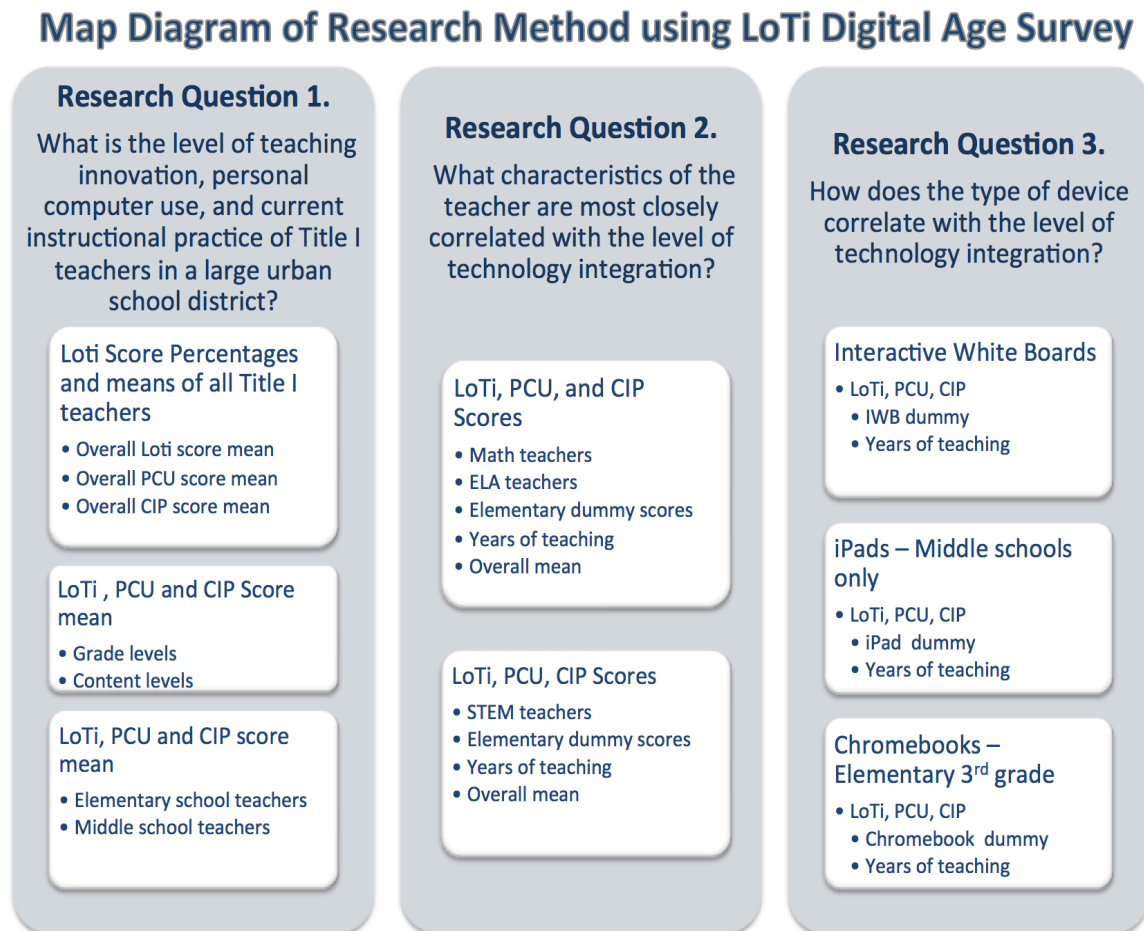 Map Diagram of Research Method using LoTi Digital Age Survey
Research Question 1.
What is the level of teaching
innovation, personal
computer use, and current
instructional practice of Title I
teachers in a large urban
school district?
Loti Score Percentages
and means of all Title I
teachers
• Overall Loti score mean
• Overall PCU score mean
• Overall CIP score mean
LoTi , PCU and CIP Score
mean
• Grade levels
• Content levels
LoTi, PCU and CIP score
mean
• Elementary school teachers
• Middle school teachers
Research Question 2.
What characteristics of the
teacher are most closely
correlated with the level of
technology integration?
LoTi, PCU, and CIP
Scores
• Math teachers
• ELA teachers
• Elementary dummy scores
• Years of teaching
• Overall mean
LoTi, PCU, CIP Scores
• STEM teachers
• Elementary dummy scores
• Years of teaching
• Overall mean
Research Question 3.
How does the type of device
correlate with the level of
technology integration?
Interactive White Boards
• LoTi, PCU, CIP
• IWB dummy
• Years of teaching
iPads – Middle schools
only
• LoTi, PCU, CIP
• iPad dummy
• Years of teaching
Chromebooks –
Elementary 3rd grade
• LoTi, PCU, CIP
• Chromebook dummy
• Years of teaching